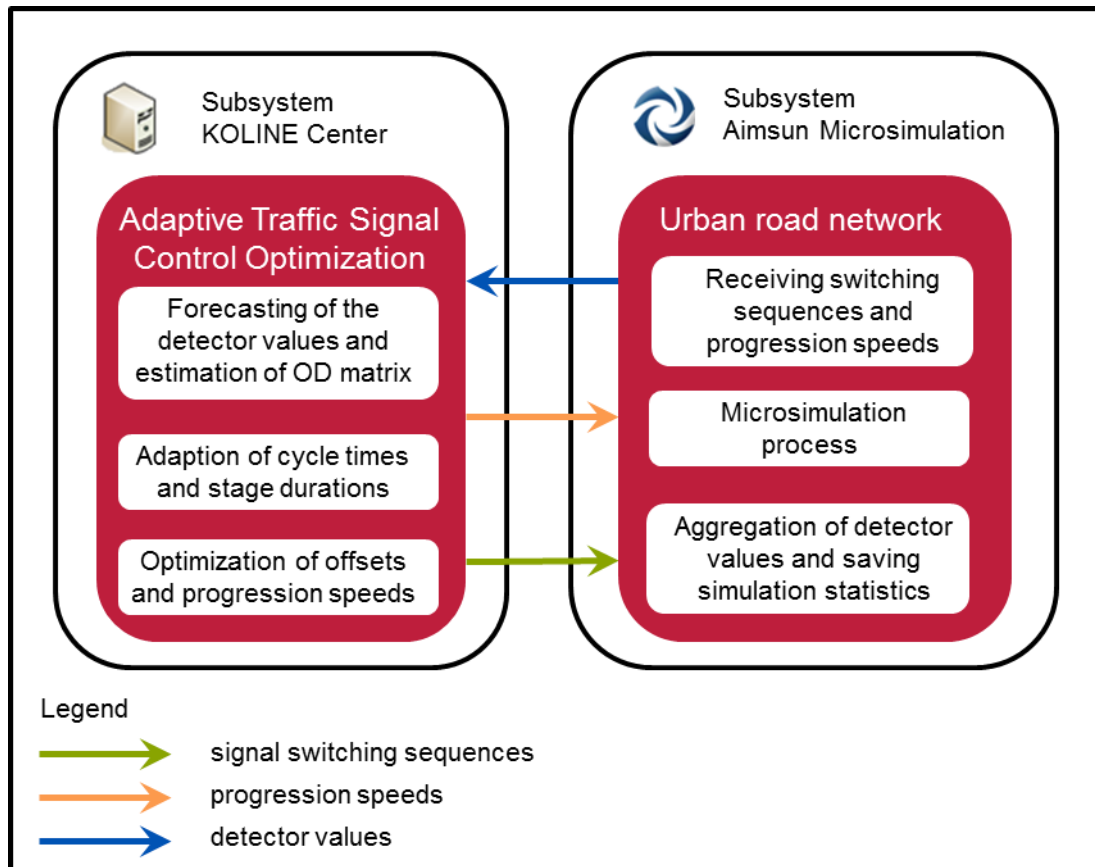 Subsystem
KOLINE Center
Adaptive Traffic Signal
Control Optimization
Forecasting of the
detector values and
estimation of OD matrix
Adaption of cycle times
and stage durations
Optimization of offsets
and progression speeds
Subsystem
Aimsun Microsimulation
Urban road network
Receiving switching
sequences and
progression speeds
Microsimulation
process
Aggregation of detector
values and saving
simulation statistics
Legend
signal switching sequences
progression speeds
detector values